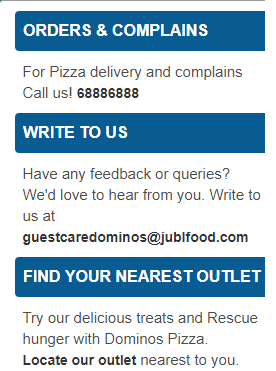 ORDERS & COMPLAINS
For Pizza delivery and complains
Call us! 68886888
WRITE TO US
Have any feedback or queries?
We'd love to hear from you. Write to
us at
guestcaredominos@jublfood.com
FIND YOUR NEAREST OUTLET
Try our delicious treats and Rescue
hunger with Dominos Pizza.
Locate our outlet nearest to you.